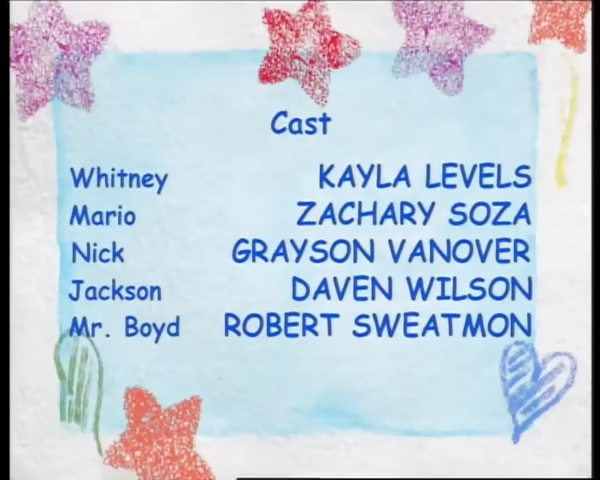 Cast
Whitney KAYLA LEVELS
Mario ZACHARY SOZA
Nick GRAYSON VANOVER
Jackson DAVEN WILSON
Mr. Boyd ROBERT SWEATMON